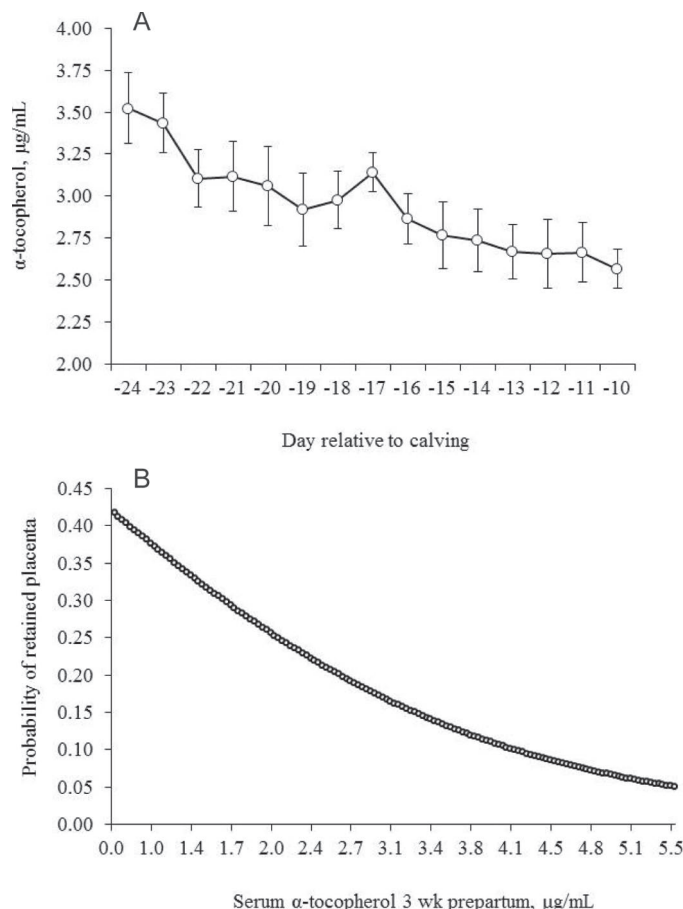 A
4.00
3.75
3.50
3.25
3.00
2.75
2.50
2.25
2.00
α-tocopherol, µg/mL
-24 -23 -22 -21 -20 -19 -18 -17 -16 -15 -14 -13 -12 -11 -10
Day relative to calving
B
0.45
0.40
0.35
0.30
0.25
0.20
0.15
0.10
0.05
0.00
Probability of retained placenta
0.0 1.0 1.4 1.7 2.0 2.4 2.7 3.1 3.4 3.8 4.1 4.5 4.8 5.1 5.5
Serum α-tocopherol 3 wk prepartum, µg/mL